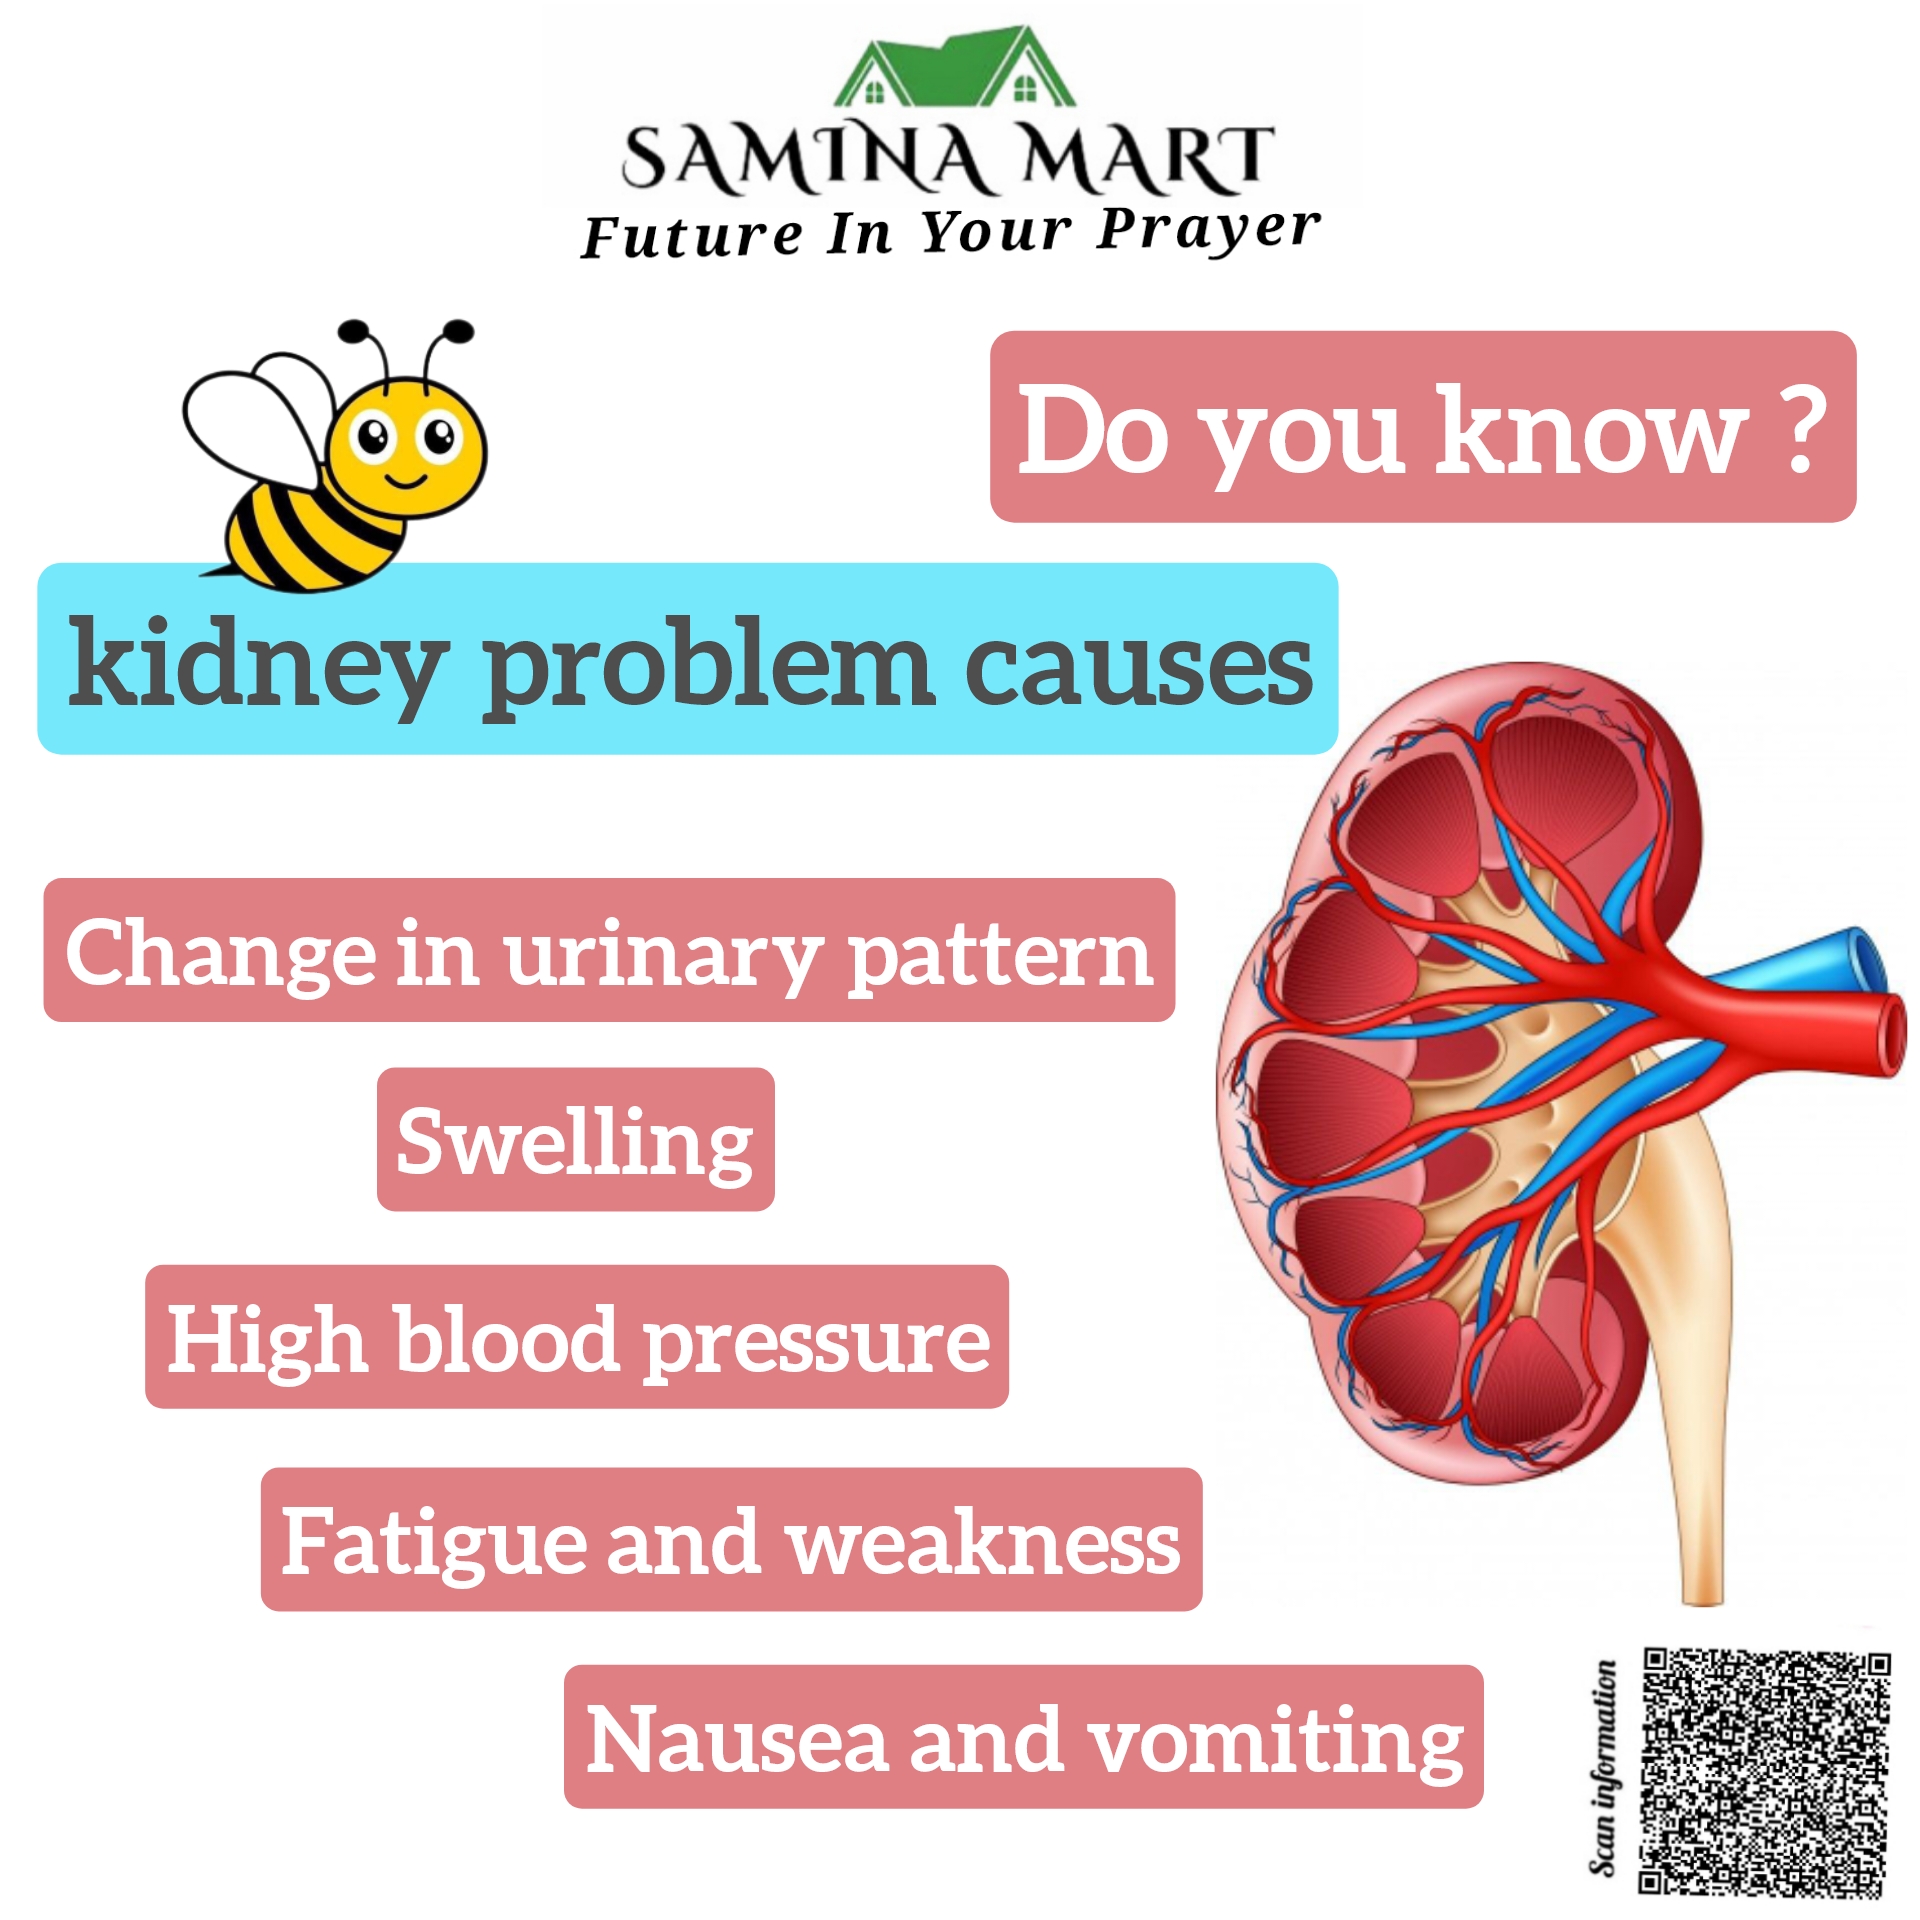 SAMINA MART
Future In Your Prayer
Do you know ?
kidney problem causes
Change in urinary pattern
Swelling
High blood pressure
Fatigue and weakness
Nausea and vomiting
Scan information